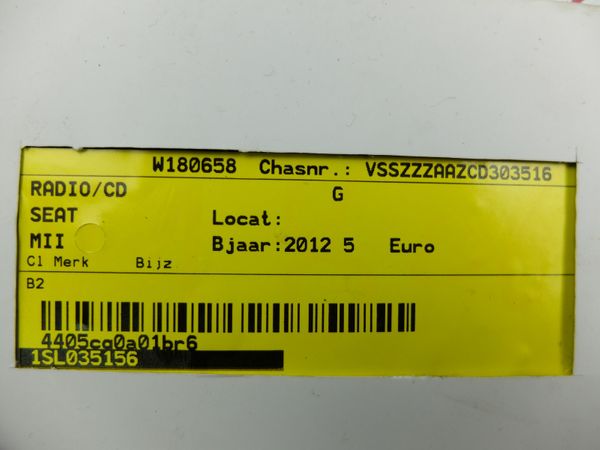 W180658 Chasnr.: VSSZZZAAZCD303516
RADIO/CD G
SEAT Locat:
MII Bjaar:2012 5 Euro
Cl Merk Bijz
B2
4405cq0a01br6
1SL035156